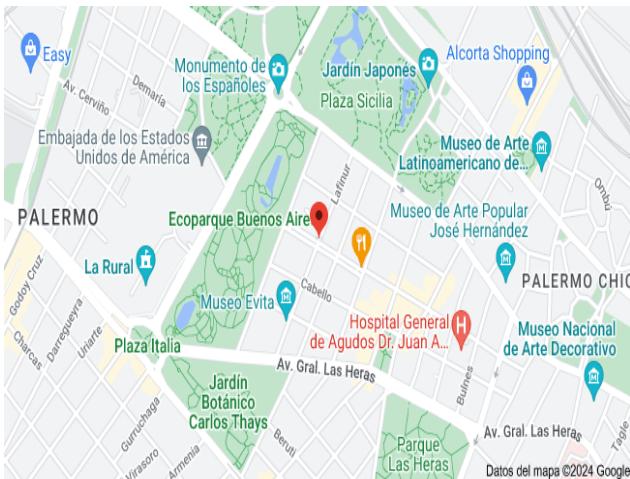 Easy
Alcorta Shopping
Monumento de
los Españoles
Jardín Japonés
Demaría
Av. Cerviño
Plaza Sicilia
Embajada de los Estados
Unidos de América
Museo de Arte
Latinoamericano de...
Lafinur
Ombú
PALERMO
Ecoparque Buenos Aire
Museo de Arte Popular
José Hernández
La Rural
PALERMO CHIC
Godoy Cruz
Cabello
Museo Evita
Darregueyra
Hospital General
de Agudos Dr. Juan A...
Museo Nacional
de Arte Decorativo
Charcas
Uriarte
Plaza Italia
Av. Gral. Las Heras
Jardín
Botánico
Carlos Thays
Bulnes
Gurruchaga
Beruti
Av. Gral. Las Heras
Tagle
Parque
Las Heras
Virasoro
Armenia
Datos del mapa ©2024 Google